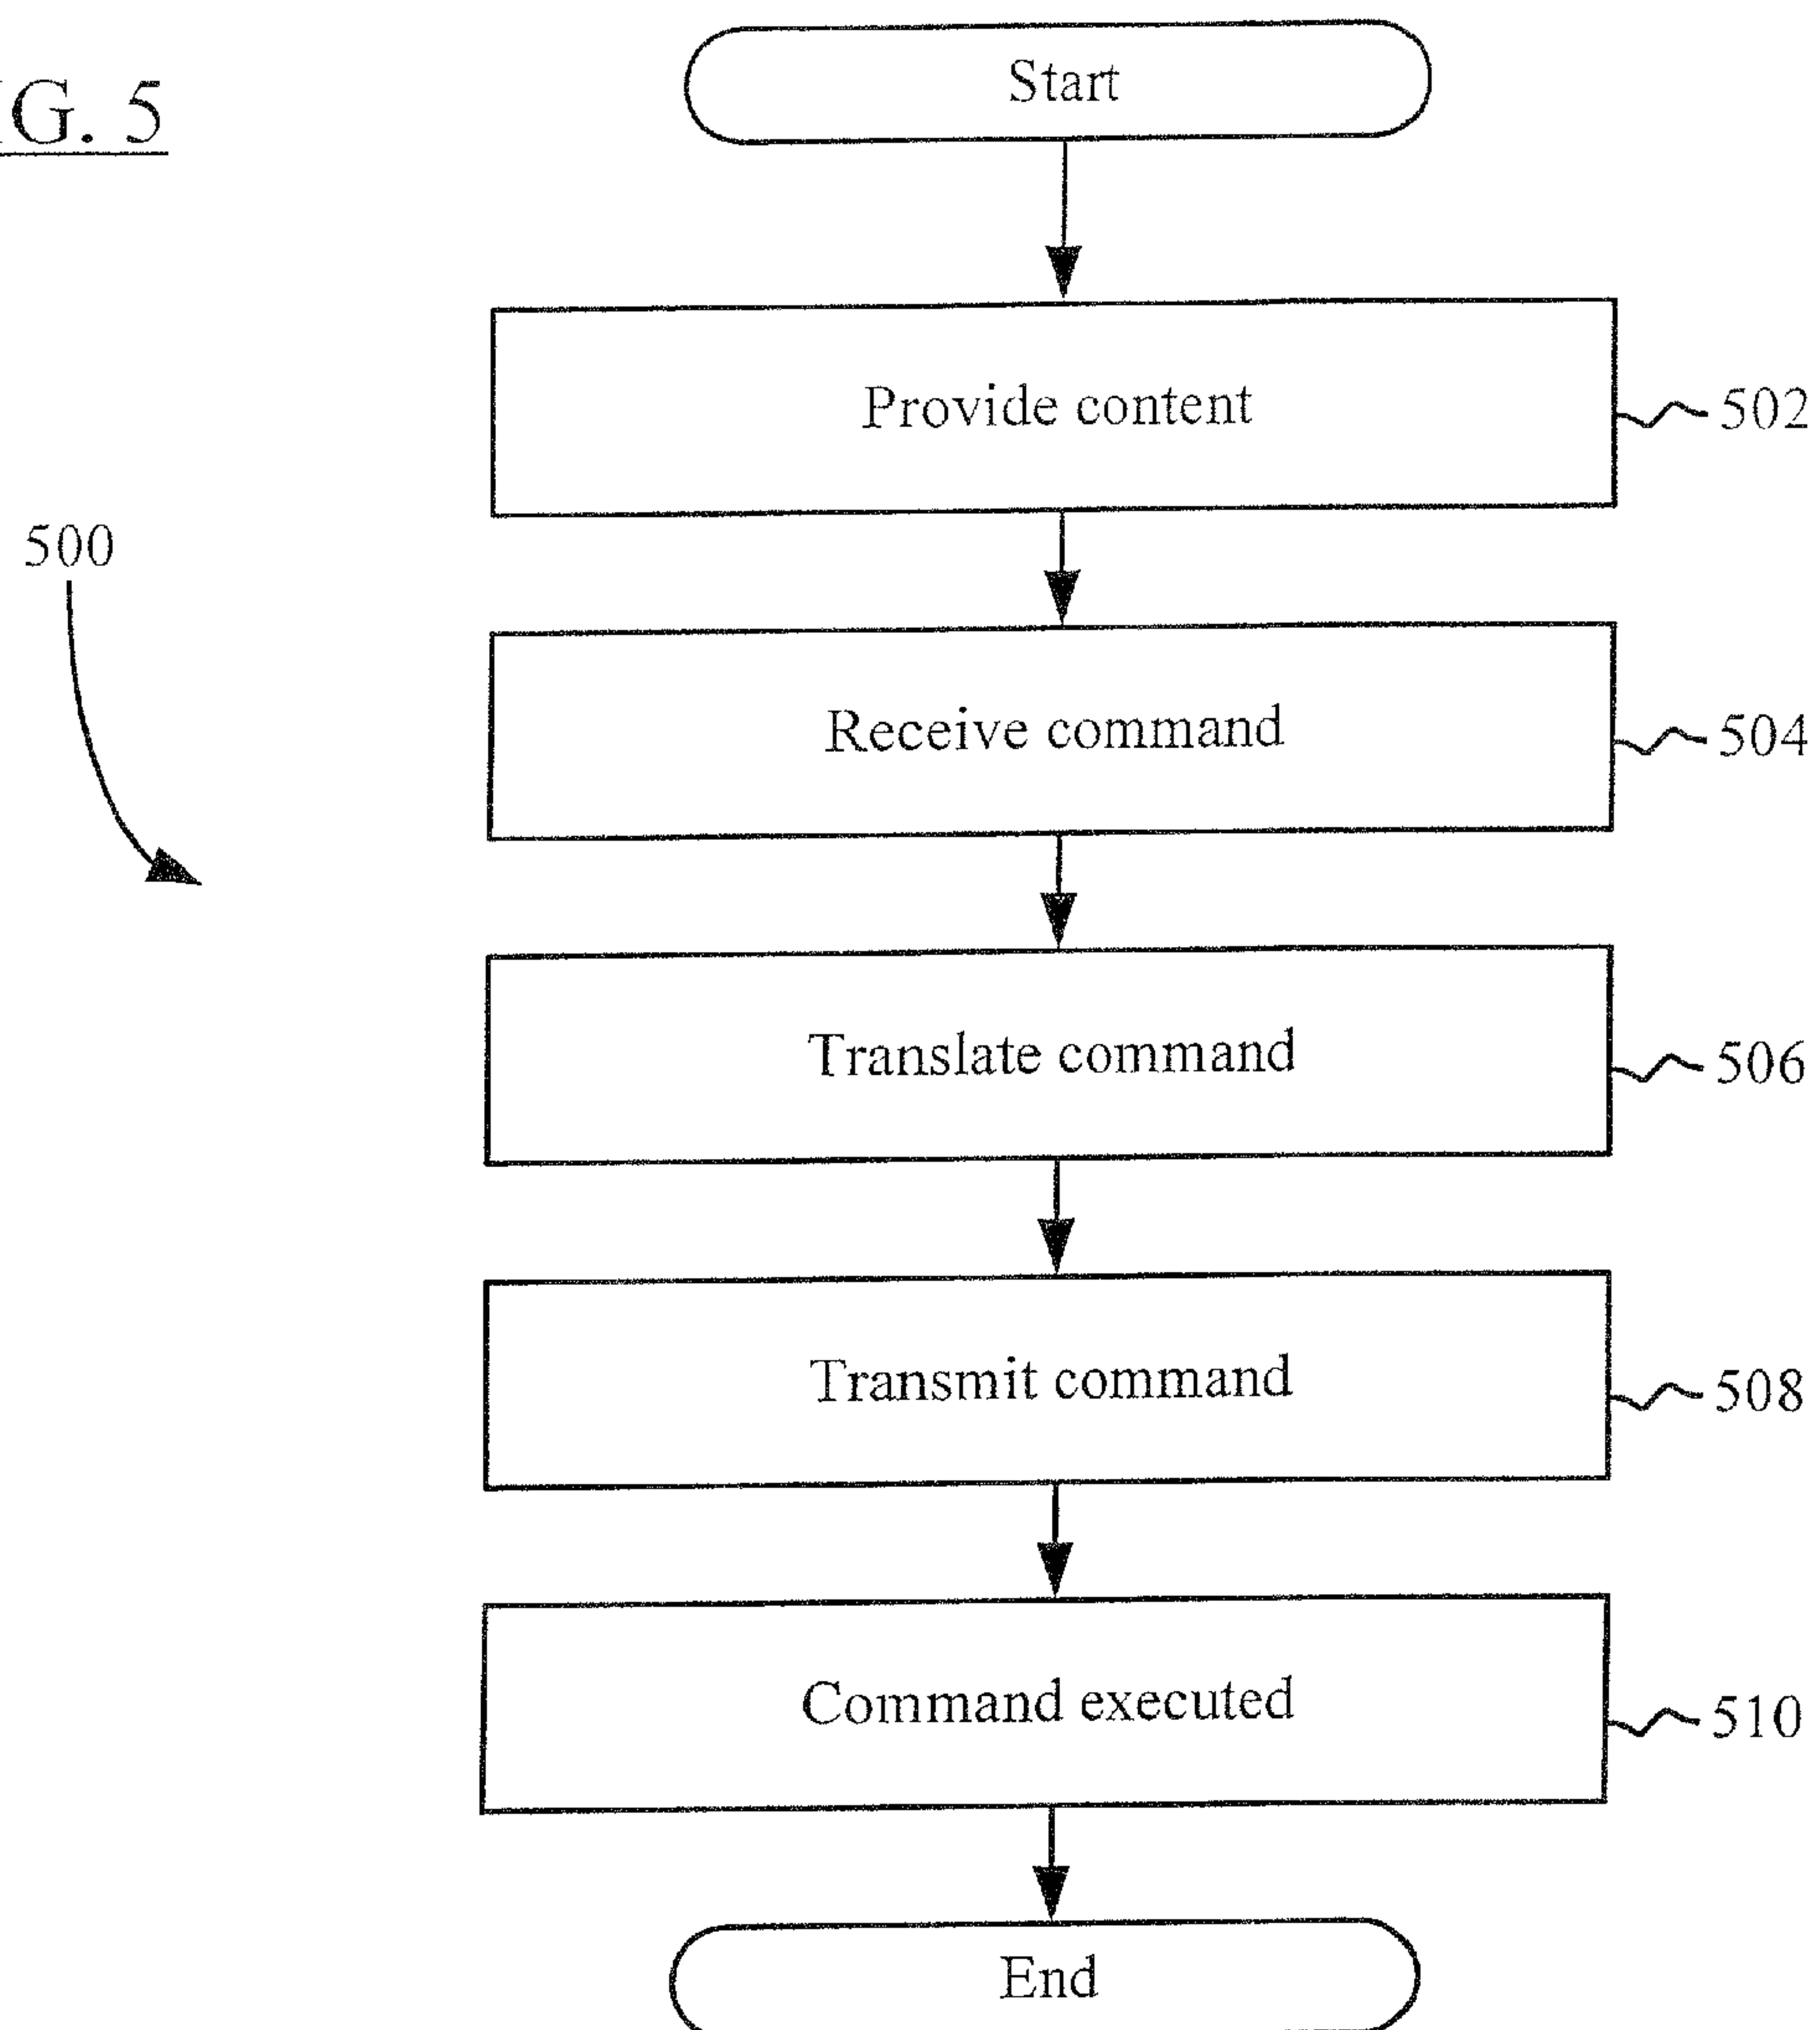 G. 5
Start
Provide content
502
500
Receive command
504
Translate command
506
Transmit command
508
Command executed
510
End